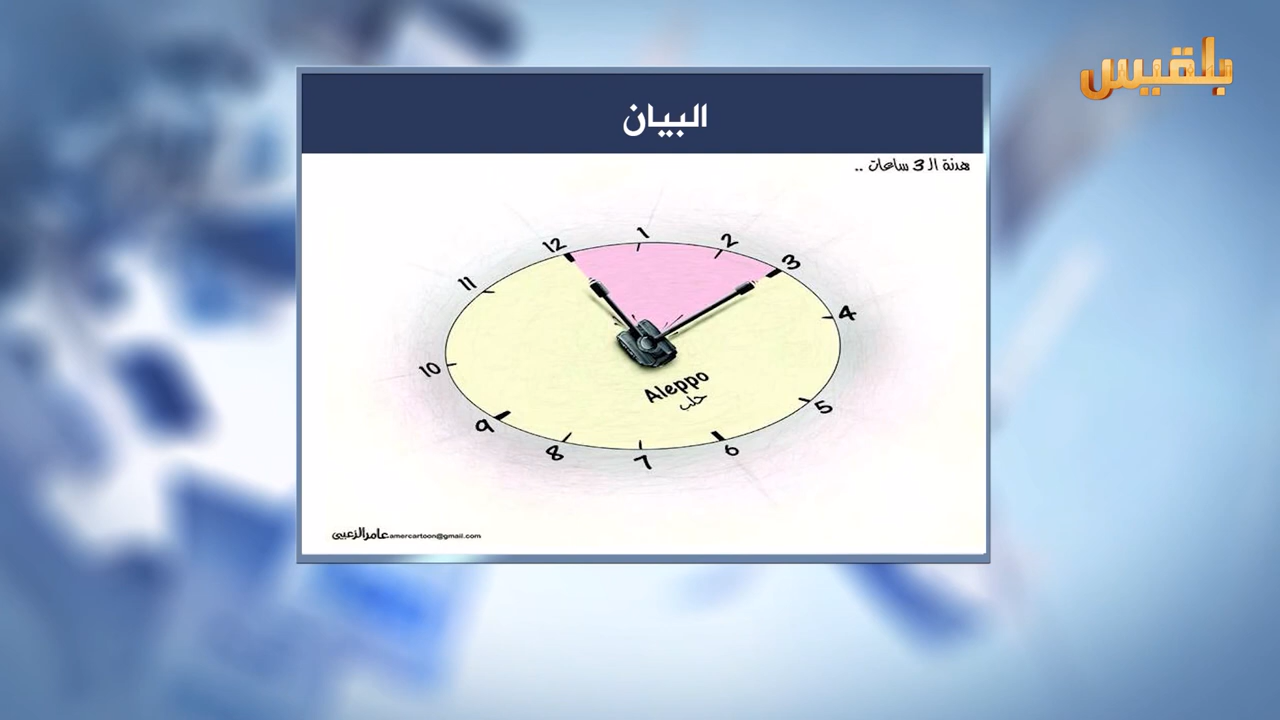 بلقيس
البيان
هدنة الـ 3 ساعات ..
12
1
2
3
11
4
10
Aleppo
حلب
5
9
8
7
6
عامر الزعبي amercartoon@gmail.com